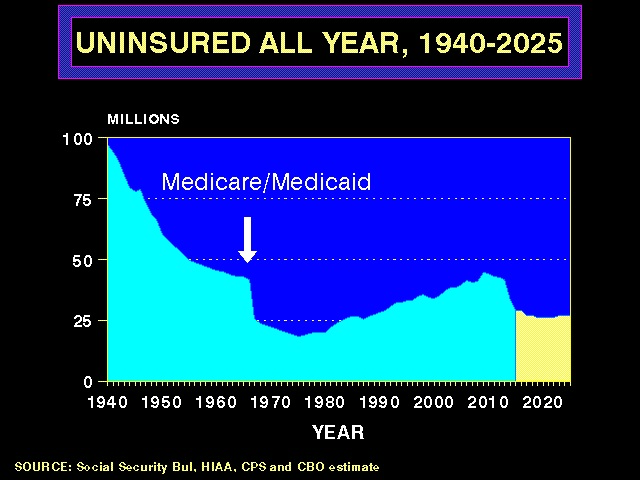 UNINSURED ALL YEAR, 1940-2025
MILLIONS
100
Medicare/Medicaid
75
50
25
0
1940 1950 1960 1970 1980 1990 2000 2010 2020
YEAR
SOURCE: Social Security Bul, HIAA, CPS and CBO estimate